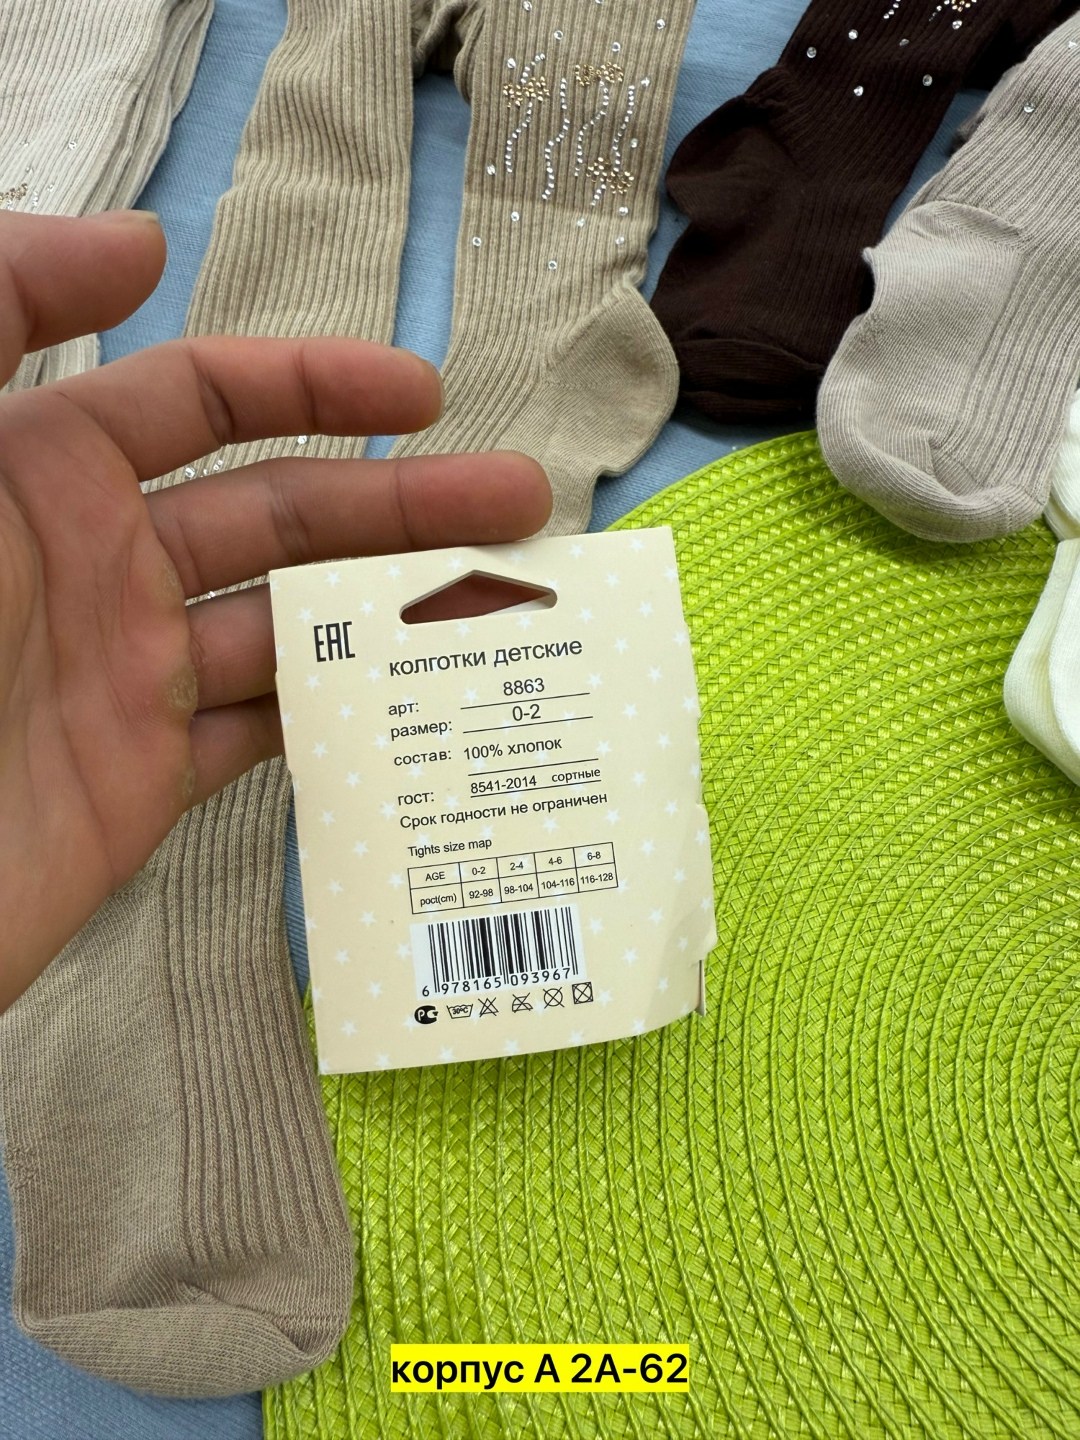 EAC
колготки детские
арт: 8863
размер: 0-2
состав: 100% хлопок
гост: 8541-2014 сортные
Срок годности не ограничен
Tights size map
AGE 0-2 2-4 4-6 6-8
рост(cm) 92-98 98-104 104-116 116-128
6 978165 093967
30°C
корпус А 2А-62